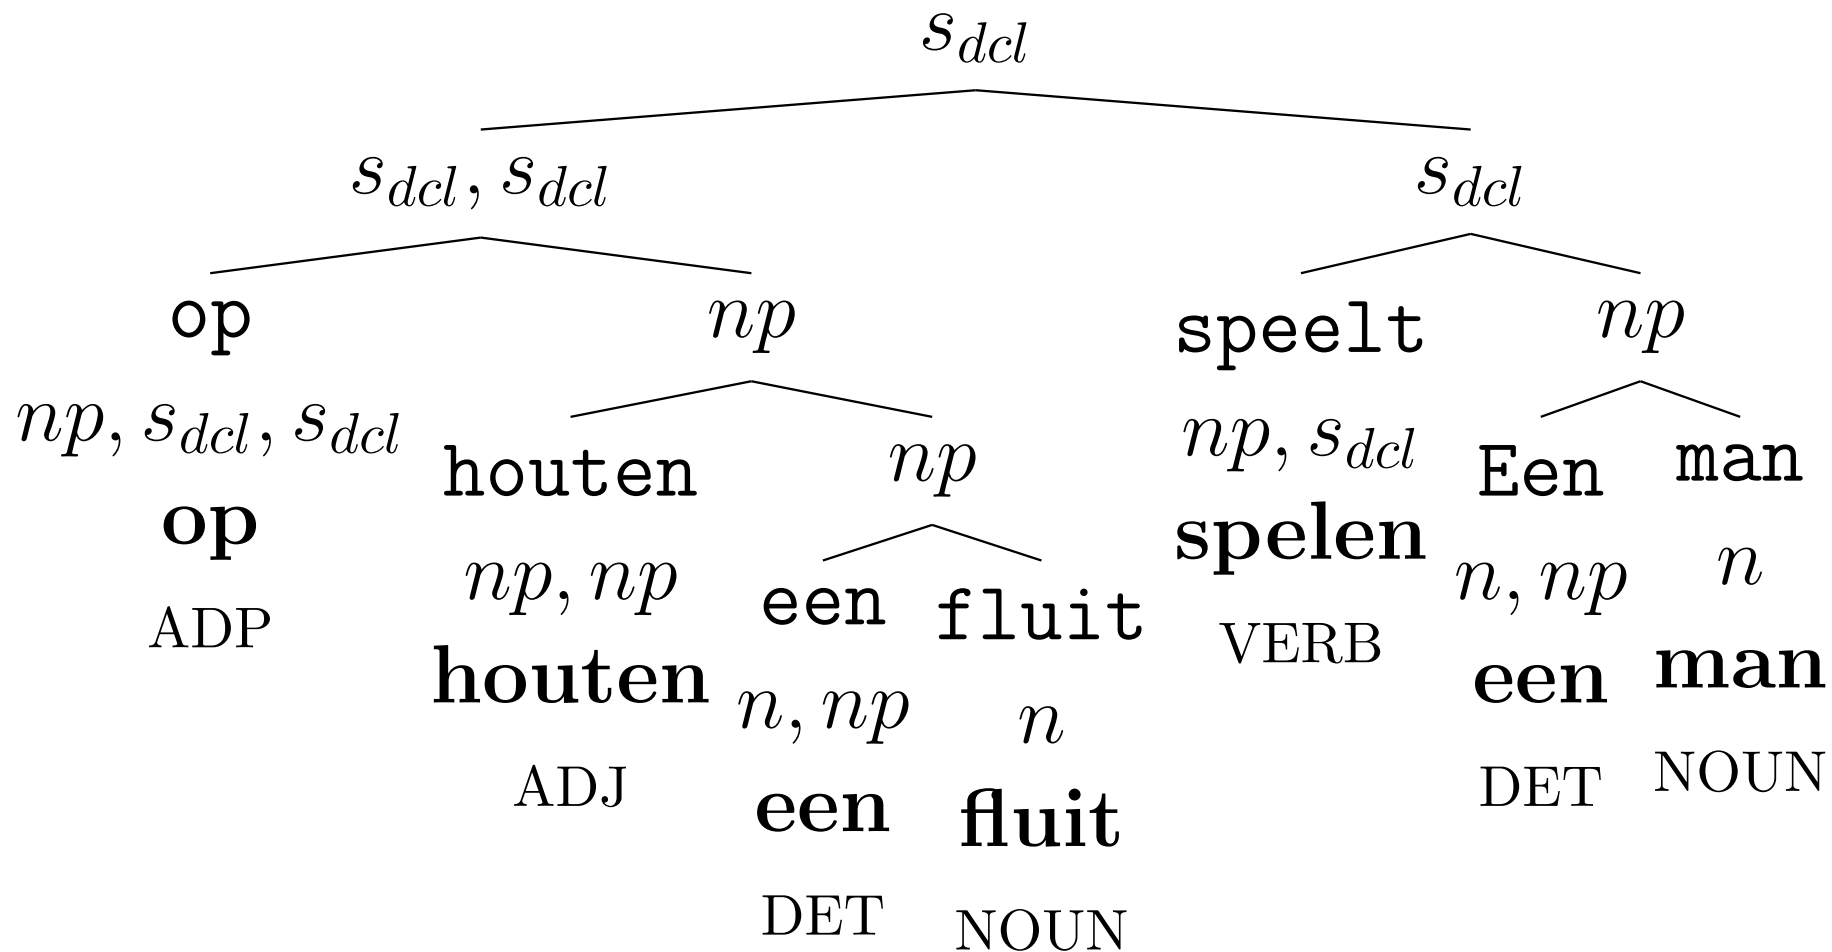 s_dcl
s_dcl, s_dcl
s_dcl
op
np, s_dcl, s_dcl
op
ADP
np
houten
np, np
houten
ADJ
np
een
n, np
een
DET
fluit
n
fluit
NOUN
speelt
np, s_dcl
spelen
VERB
np
Een
n, np
een
DET
man
n
man
NOUN